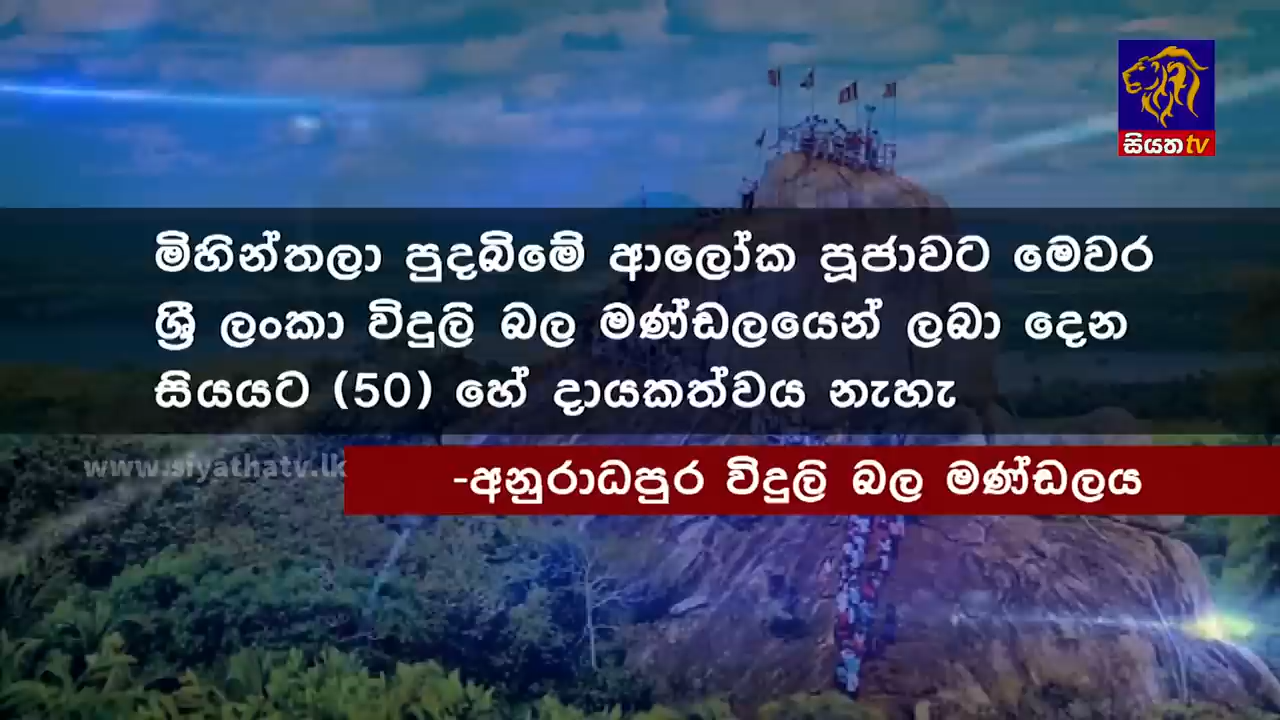 සියත tv
මිහින්තලා පුදබිමේ ආලෝක පූජාවට මෙවර
ශ්‍රී ලංකා විදුලි බල මණ්ඩලයෙන් ලබා දෙන
සියයට (50) හේ දායකත්වය නැහැ
www.siyathatv.lk
-අනුරාධපුර විදුලි බල මණ්ඩලය